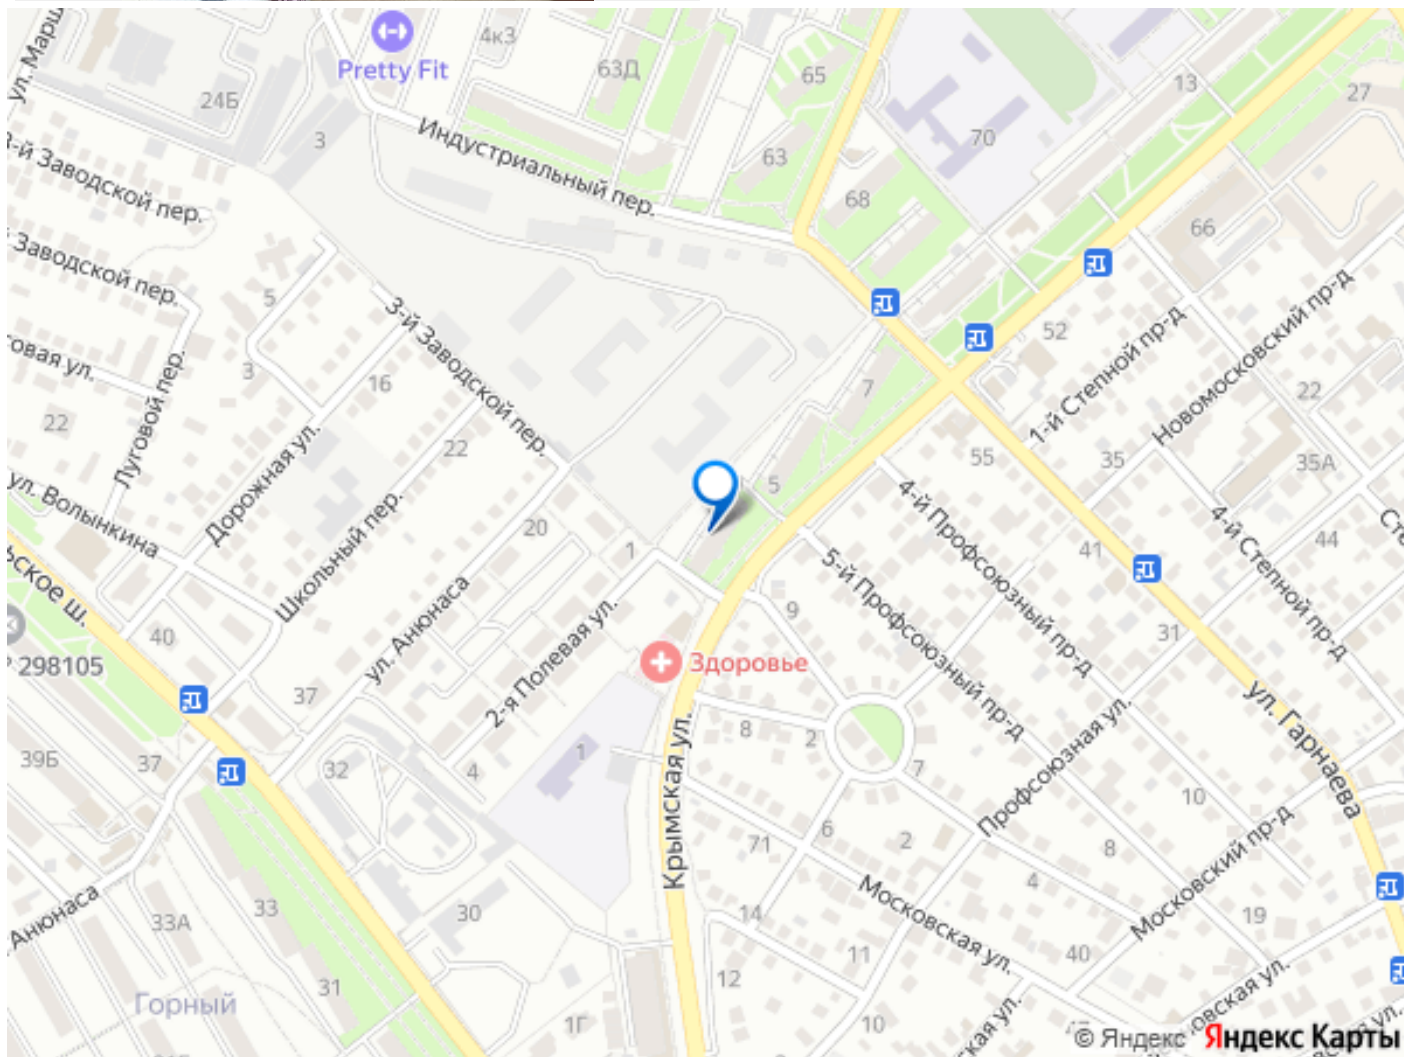 ул. Марш
Pretty Fit
4к3
63Д
65
13
27
24Б
3
Индустриальный пер.
63
70
68
3-й Заводской пер.
66
Заводской пер.
5
3-й Заводской пер.
52
1-й Степной пр-д
Новомосковский пр-д
3
16
7
22
Луговой пер.
22
Дорожная ул.
22
55
35
35А
5
ул. Волынкина
Школьный пер.
20
1
4-й Профсоюзный пр-д
4-й Степной пр-д
44
41
ьское ш.
ул. Анюнаса
5-й Профсоюзный пр-д
9
31
40
298105
2-я Полевая ул.
Здоровье
37
ул. Гарнаева
39Б
37
32
4
1
8
2
7
Профсоюзная ул.
10
Крымская ул.
71
6
2
8
Московский пр-д
Анюнаса
33А
33
30
14
Московская ул.
4
19
11
40
12
Горный
31
1Г
10
овская ул.
ская ул.
© Яндекс Яндекс Карты